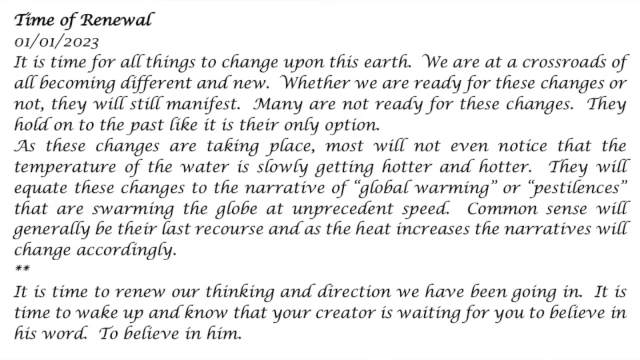 Time of Renewal
01/01/2023
It is time for all things to change upon this earth. We are at a crossroads of
all becoming different and new. Whether we are ready for these changes or
not, they will still manifest. Many are not ready for these changes. They
hold on to the past like it is their only option.
As these changes are taking place, most will not even notice that the
temperature of the water is slowly getting hotter and hotter. They will
equate these changes to the narrative of “global warming” or “pestilences”
that are swarming the globe at unprecedent speed. Common sense will
generally be their last recourse and as the heat increases the narratives will
change accordingly.
**
It is time to renew our thinking and direction we have been going in. It is
time to wake up and know that your creator is waiting for you to believe in
his word. To believe in him.